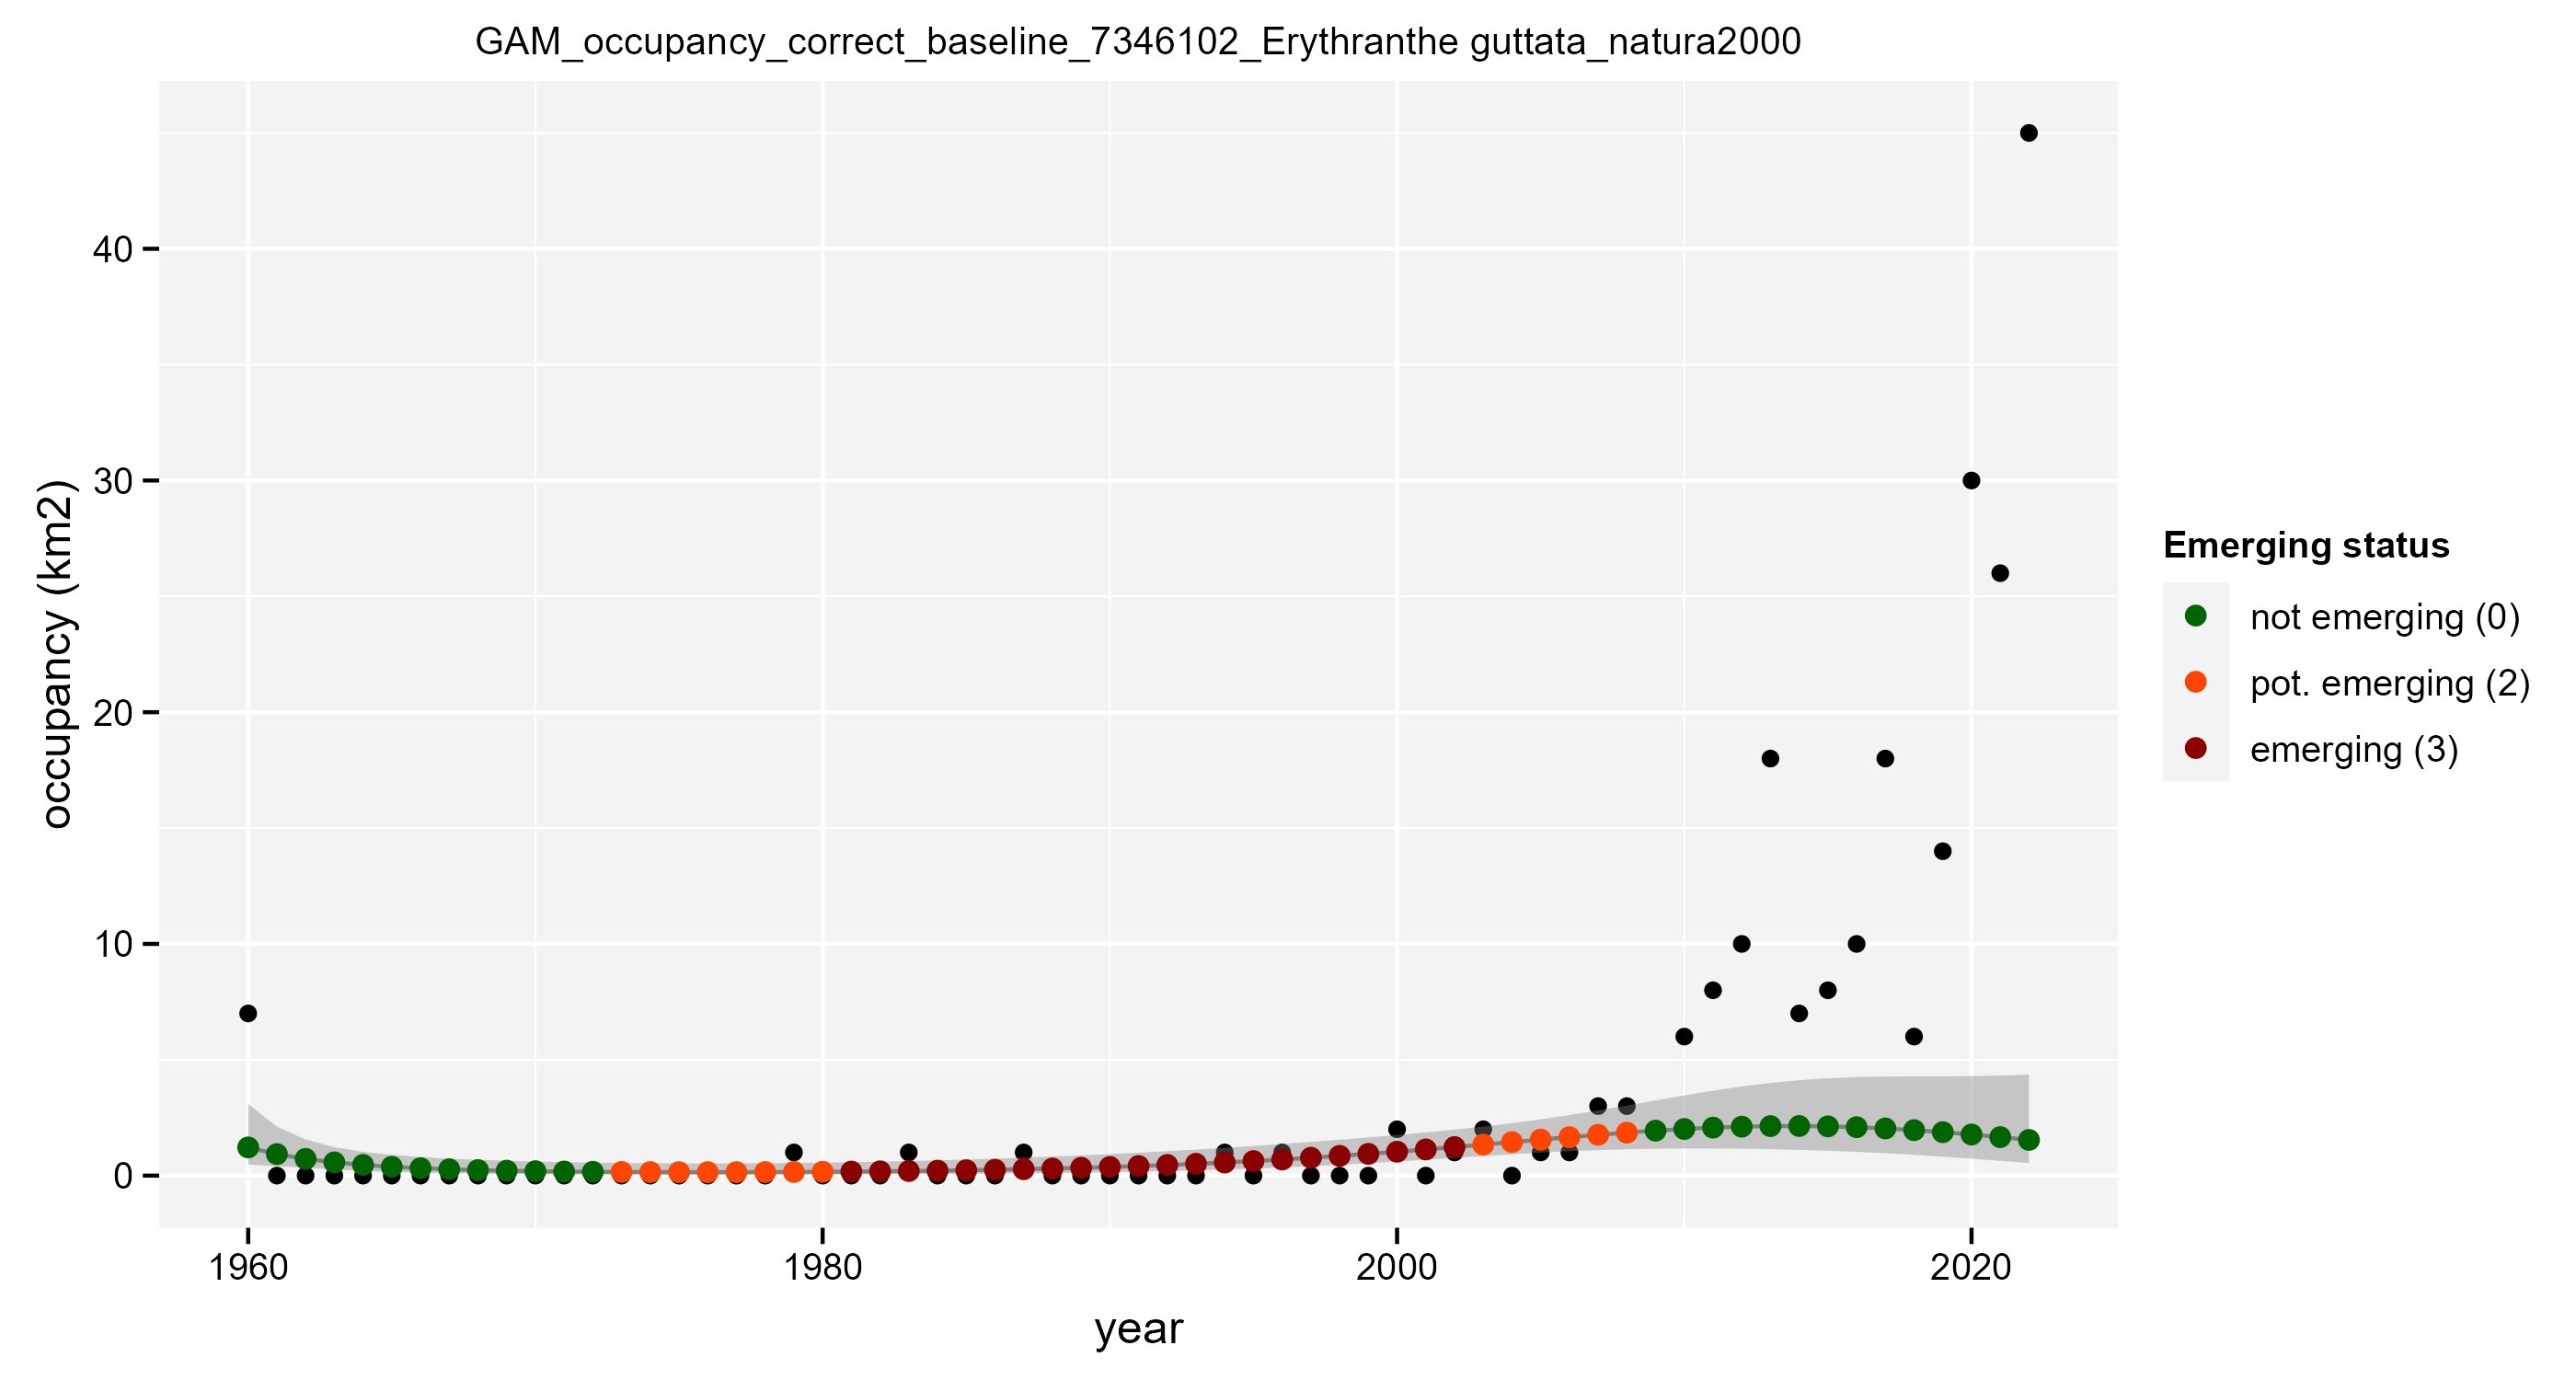 GAM_occupancy_correct_baseline_7346102_Erythranthe guttata_natura2000
occupancy (km2)
40
30
20
10
0
1960
1980
2000
2020
year
Emerging status
not emerging (0)
pot. emerging (2)
emerging (3)